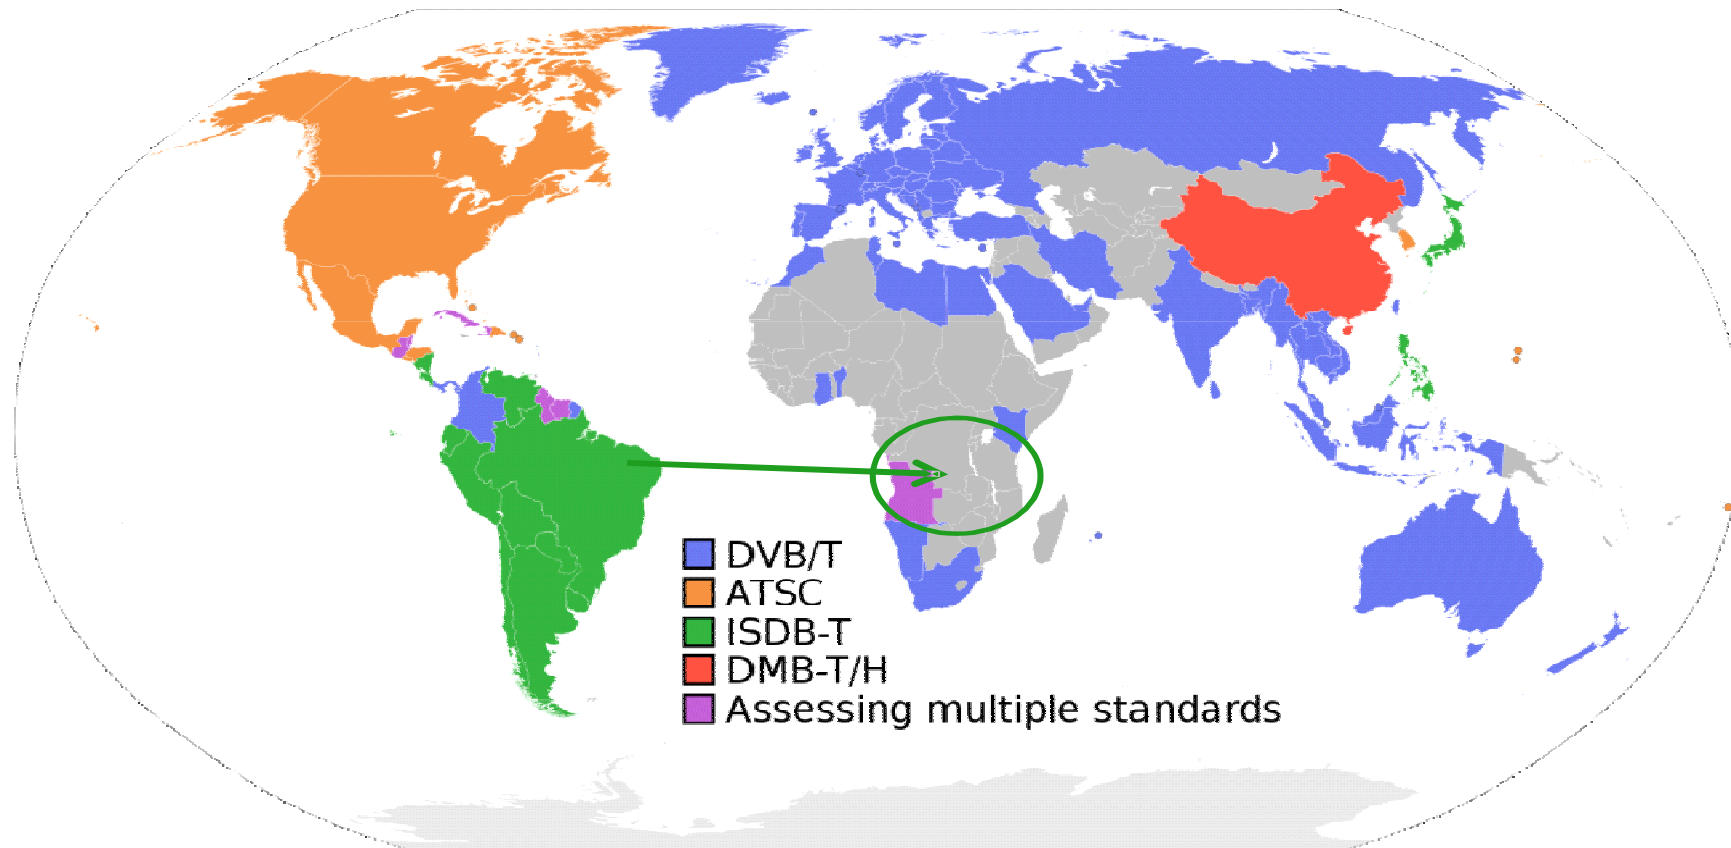 DVB/T
ATSC
ISDB-T
DMB-T/H
Assessing multiple standards